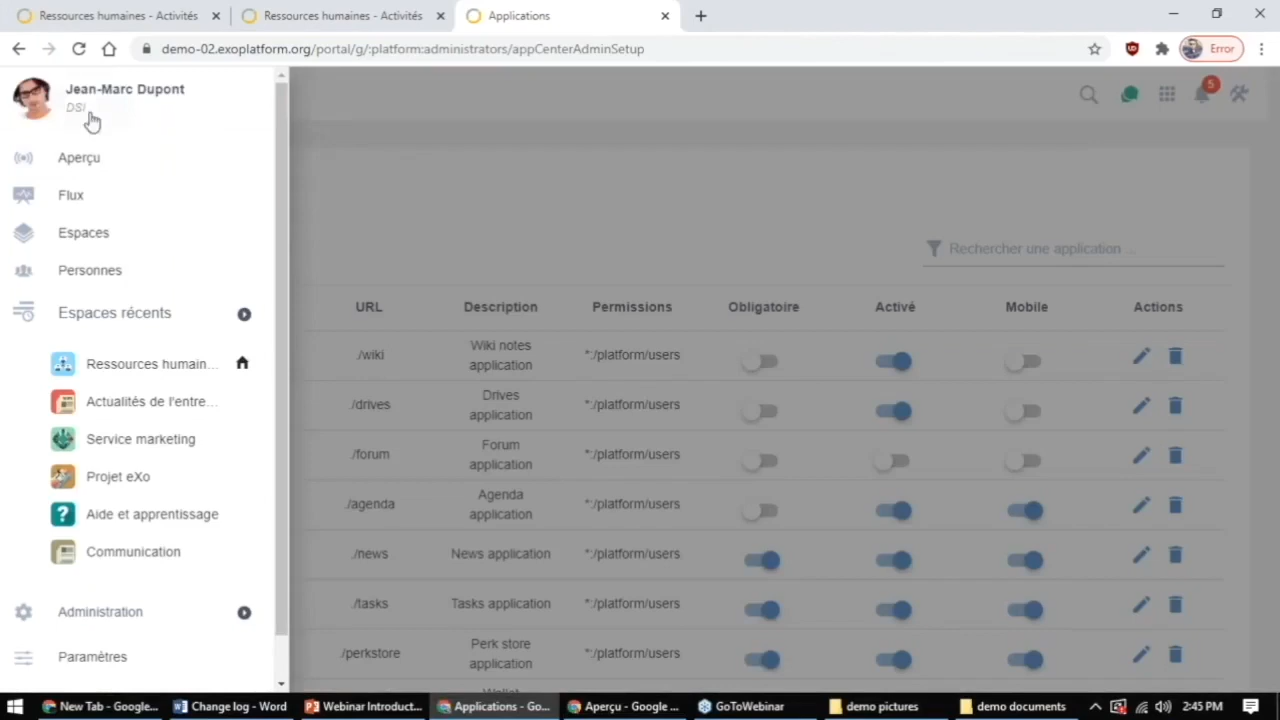 Ressources humaines - Activités
Ressources humaines - Activités
Applications
demo-02.exoplatform.org/portal/g/:platform:administrators/appCenterAdminSetup
UD
Error
Jean-Marc Dupont
DSI
5
Aperçu
Flux
Espaces
Personnes
Espaces récents
Ressources humain...
Actualités de l'entre...
Service marketing
Projet eXo
Aide et apprentissage
Communication
Administration
Paramètres
Rechercher une application ...
URL Description Permissions Obligatoire Activé Mobile Actions
./wiki Wiki notes application *:/platform/users
./drives Drives application *:/platform/users
./forum Forum application *:/platform/users
./agenda Agenda application *:/platform/users
./news News application *:/platform/users
./tasks Tasks application *:/platform/users
./perkstore Perk store application *:/platform/users
New Tab - Google...
Change log - Word
Webinar Introduct...
Applications - Go...
Aperçu - Google ...
GoToWebinar
demo pictures
demo documents
2:45 PM